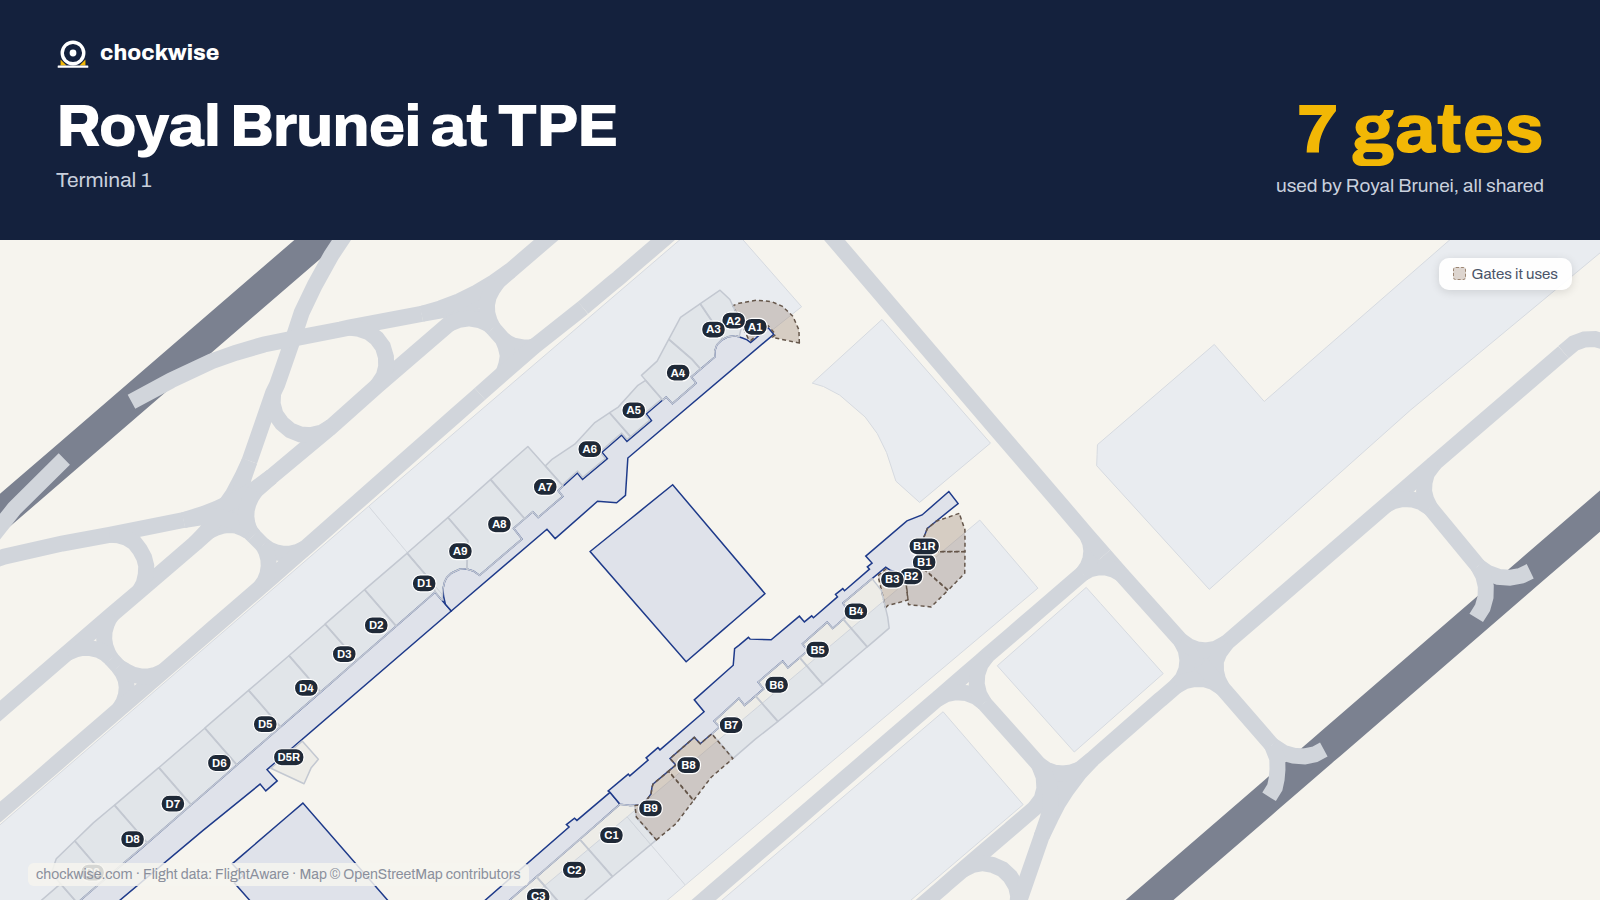 chockwise
Royal Brunei at TPE
Terminal 1
7 gates
used by Royal Brunei, all shared
Gates it uses
A1
A2
A3
A4
A5
A6
A7
A8
A9
D1
D2
D3
D4
D5
D5R
D6
D7
D8
B1R
B1
B2
B3
B4
B5
B6
B7
B8
B9
C1
C2
C3
chockwise.com · Flight data: FlightAware · Map © OpenStreetMap contributors